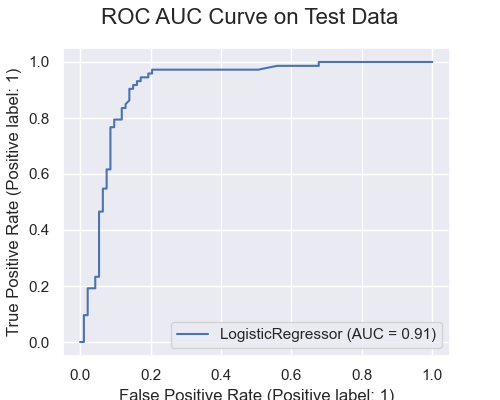 ROC AUC Curve on Test Data
True Positive Rate (Positive label: 1)
1.0
0.8
0.6
0.4
0.2
0.0
LogisticRegressor (AUC = 0.91)
0.0 0.2 0.4 0.6 0.8 1.0
False Positive Rate (Positive label: 1)